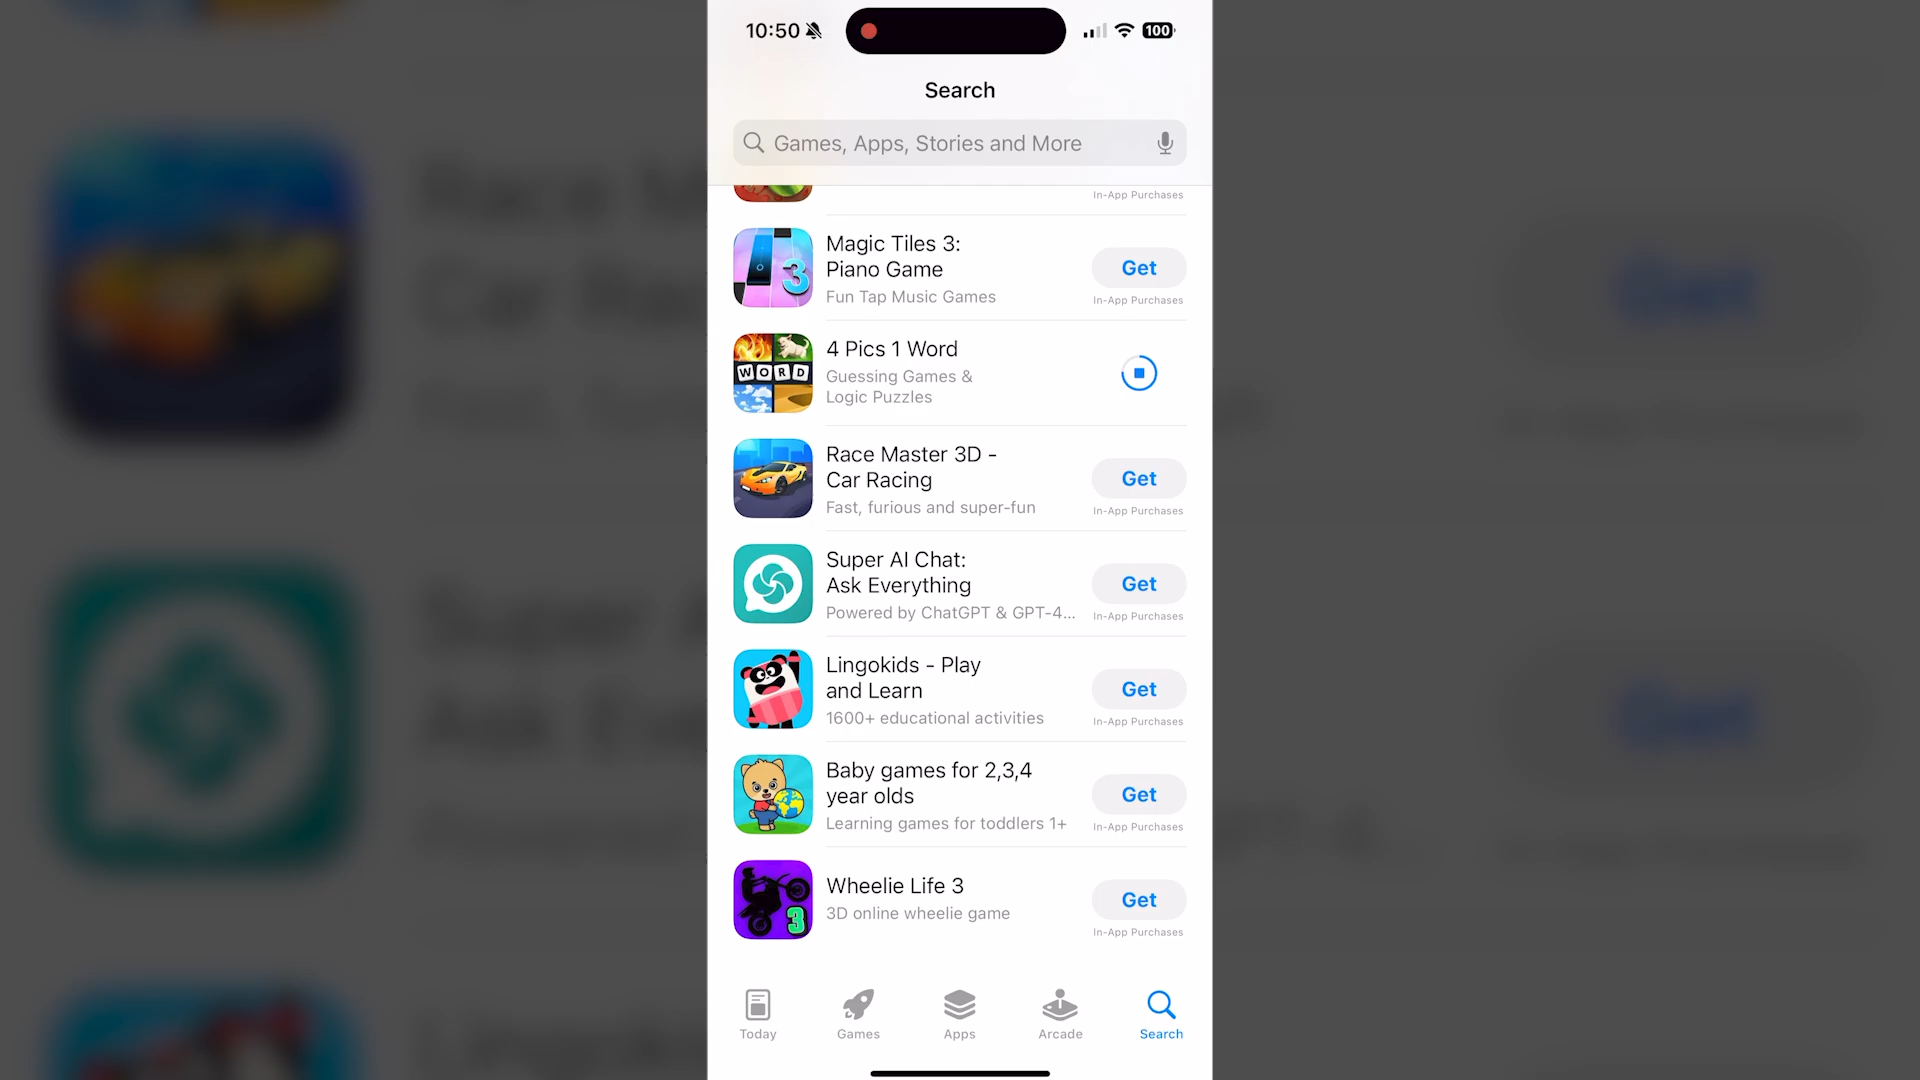 10:50
100
Search
Games, Apps, Stories and More
In-App Purchases
3
Magic Tiles 3:
Piano Game
Fun Tap Music Games
Get
In-App Purchases
WORD
4 Pics 1 Word
Guessing Games &
Logic Puzzles
Race Master 3D -
Car Racing
Fast, furious and super-fun
Get
In-App Purchases
Super AI Chat:
Ask Everything
Powered by ChatGPT & GPT-4...
Get
In-App Purchases
Lingokids - Play
and Learn
1600+ educational activities
Get
In-App Purchases
Baby games for 2,3,4
year olds
Learning games for toddlers 1+
Get
In-App Purchases
3
Wheelie Life 3
3D online wheelie game
Get
In-App Purchases
Today
Games
Apps
Arcade
Search